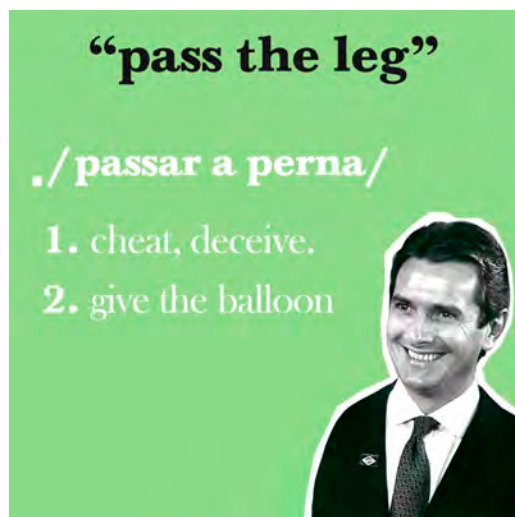 “pass the leg”
./passar a perna/
1. cheat, deceive.
2. give the balloon